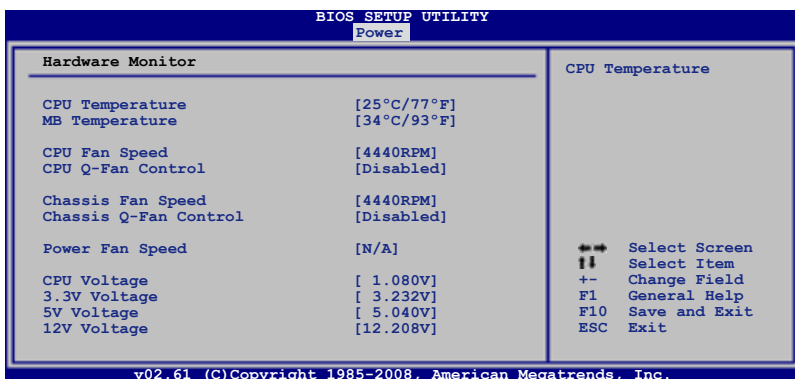 BIOS SETUP UTILITY
Power
Hardware Monitor
CPU Temperature [25°C/77°F]
MB Temperature [34°C/93°F]
CPU Fan Speed [4440RPM]
CPU Q-Fan Control [Disabled]
Chassis Fan Speed [4440RPM]
Chassis Q-Fan Control [Disabled]
Power Fan Speed [N/A]
CPU Voltage [ 1.080V]
3.3V Voltage [ 3.232V]
5V Voltage [ 5.040V]
12V Voltage [12.208V]
CPU Temperature
←→ Select Screen
↑↓ Select Item
+- Change Field
F1 General Help
F10 Save and Exit
ESC Exit
v02.61 (C)Copyright 1985-2008, American Megatrends, Inc.